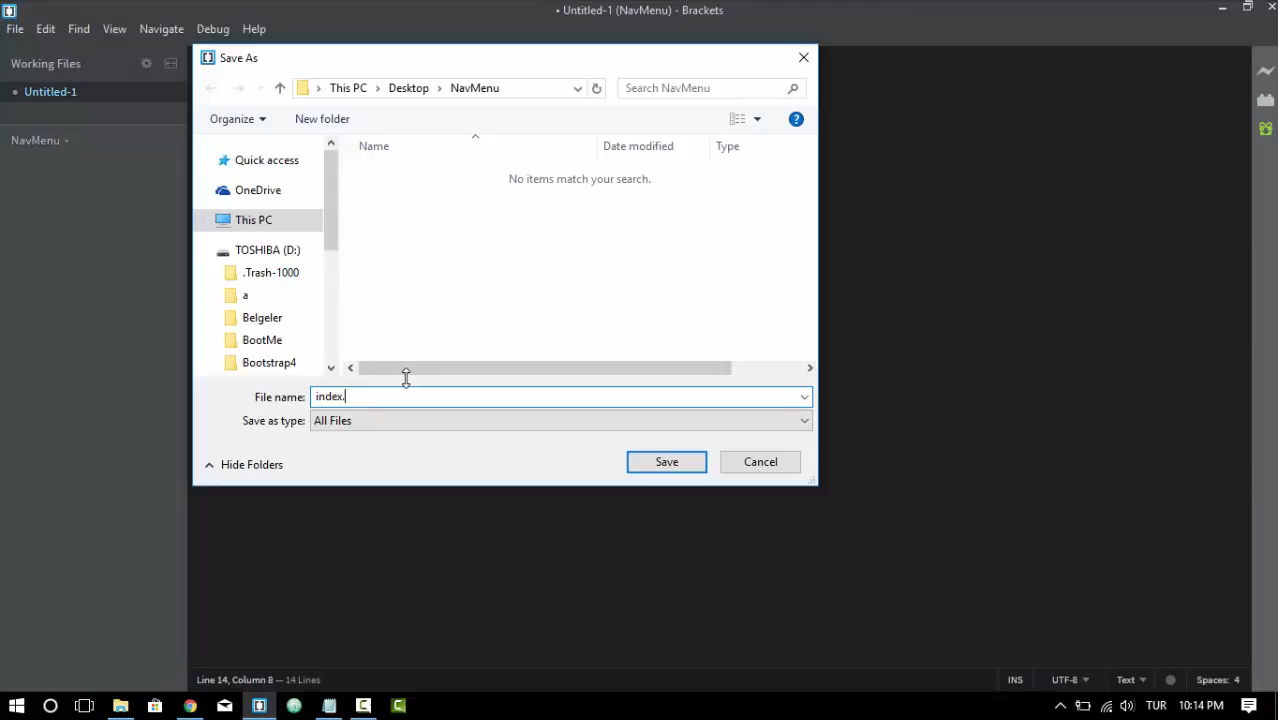 • Untitled-1 (NavMenu) - Brackets
File Edit Find View Navigate Debug Help
Working Files
• Untitled-1
NavMenu
Save As
This PC Desktop NavMenu
Search NavMenu
Organize New folder
Name Date modified Type
No items match your search.
Quick access
OneDrive
This PC
TOSHIBA (D:)
.Trash-1000
a
Belgeler
BootMe
Bootstrap4
File name: index.
Save as type: All Files
Hide Folders
Save Cancel
Line 14, Column 8 — 14 Lines
INS UTF-8 Text Spaces: 4
TUR 10:14 PM